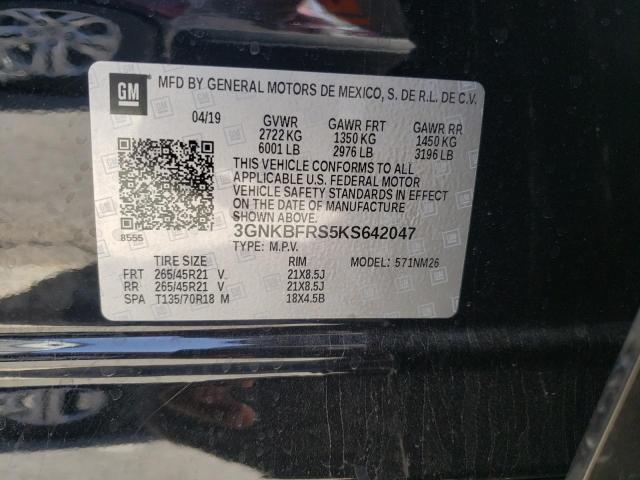 GM
MFD BY GENERAL MOTORS DE MEXICO, S. DE R.L. DE C.V.
04/19 GVWR GAWR FRT GAWR RR
2722 KG 1350 KG 1450 KG
6001 LB 2976 LB 3196 LB
THIS VEHICLE CONFORMS TO ALL
APPLICABLE U.S. FEDERAL MOTOR
VEHICLE SAFETY STANDARDS IN EFFECT
ON THE DATE OF MANUFACTURE
SHOWN ABOVE.
8555 3GNKBFRS5KS642047
TYPE: M.P.V.
TIRE SIZE RIM 571NM26
FRT 265/45R21 V 21X8.5J
RR 265/45R21 V 21X8.5J
SPA T135/70R18 M 18X4.5B